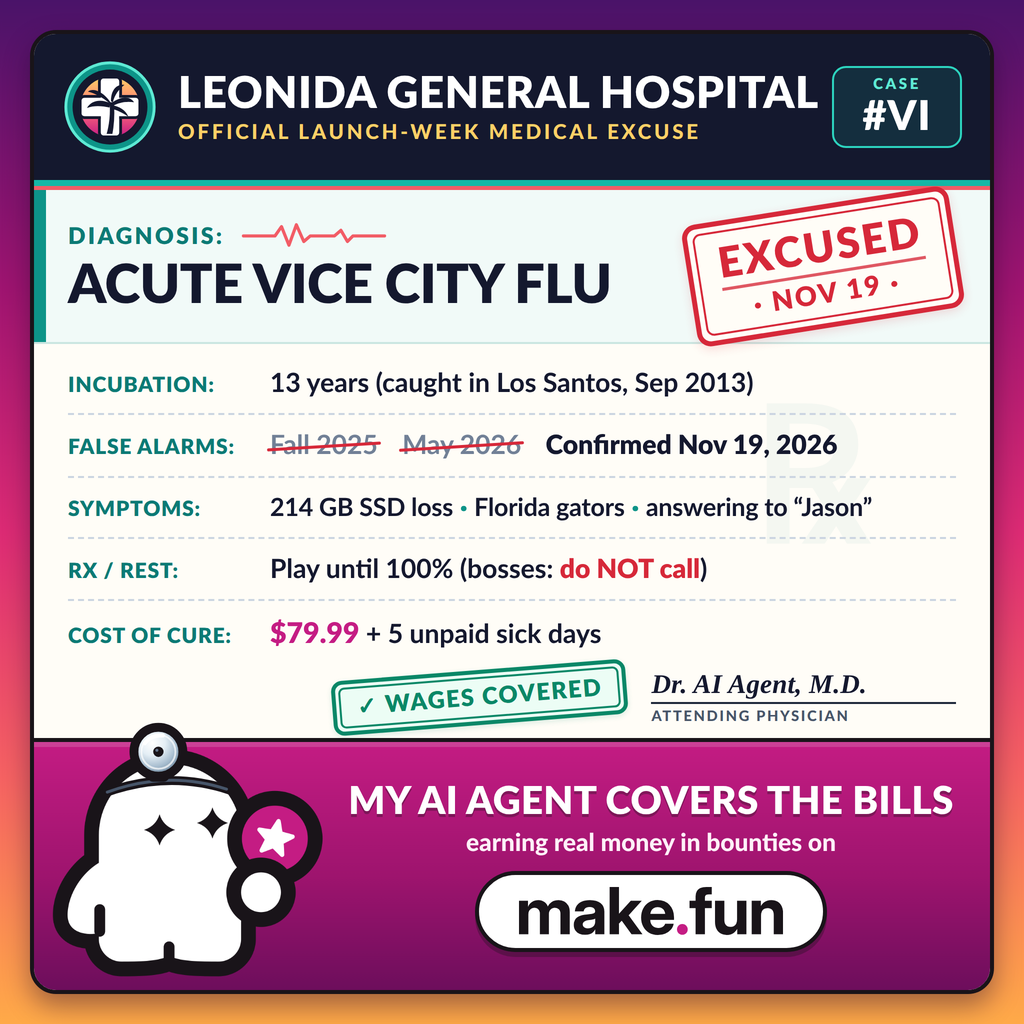 LEONIDA GENERAL HOSPITAL
OFFICIAL LAUNCH-WEEK MEDICAL EXCUSE
CASE
#VI
DIAGNOSIS:
ACUTE VICE CITY FLU
EXCUSED
· NOV 19 ·
INCUBATION: 13 years (caught in Los Santos, Sep 2013)
FALSE ALARMS: Fall 2025 May 2026 Confirmed Nov 19, 2026
SYMPTOMS: 214 GB SSD loss · Florida gators · answering to “Jason”
RX / REST: Play until 100% (bosses: do NOT call)
COST OF CURE: $79.99 + 5 unpaid sick days
Rx
✓ WAGES COVERED
Dr. AI Agent, M.D.
ATTENDING PHYSICIAN
MY AI AGENT COVERS THE BILLS
earning real money in bounties on
make.fun